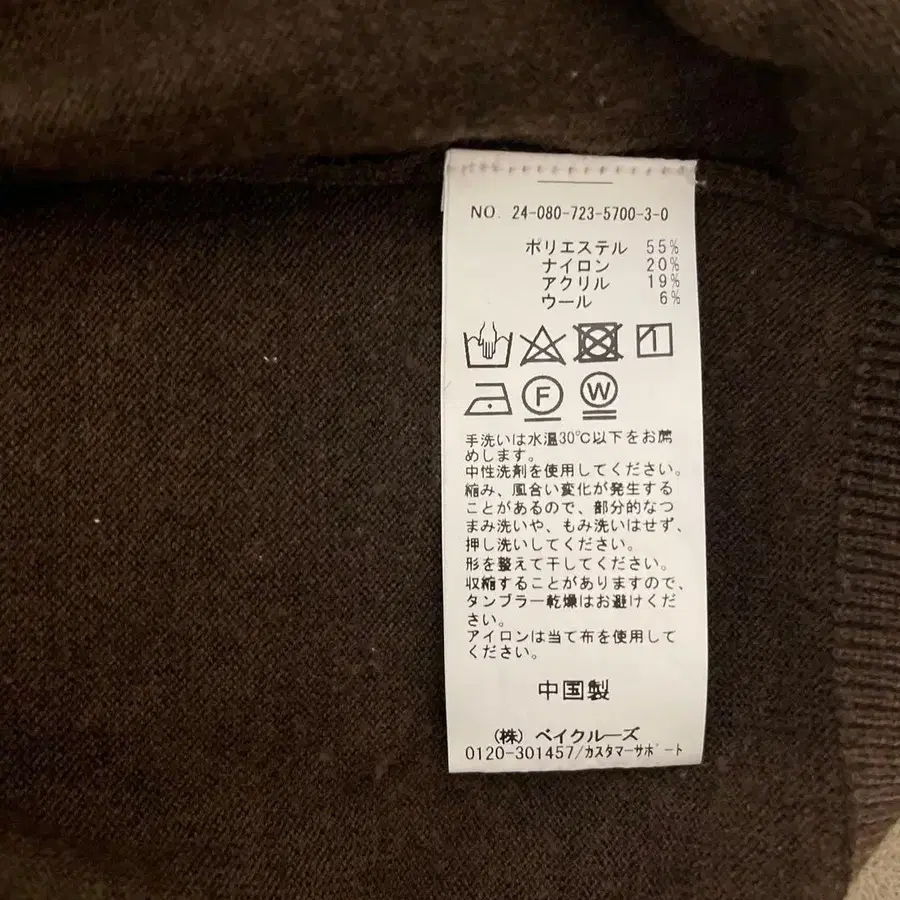 NO. 24-080-723-5700-3-0
ポリエステル 55%
ナイロン 20%
アクリル 19%
ウール 6%
F W
手洗いは水温30℃以下をお薦
めします。
中性洗剤を使用してください。
縮み、風合い変化が発生する
ことがあるので、部分的なつ
まみ洗いや、もみ洗いはせず、
押し洗いしてください。
形を整えて干してください。
収縮することがありますので、
タンブラー乾燥はお避けくだ
さい。
アイロンは当て布を使用して
ください。
中国製
(株) ベイクルーズ
0120-301457/カスタマーサポート